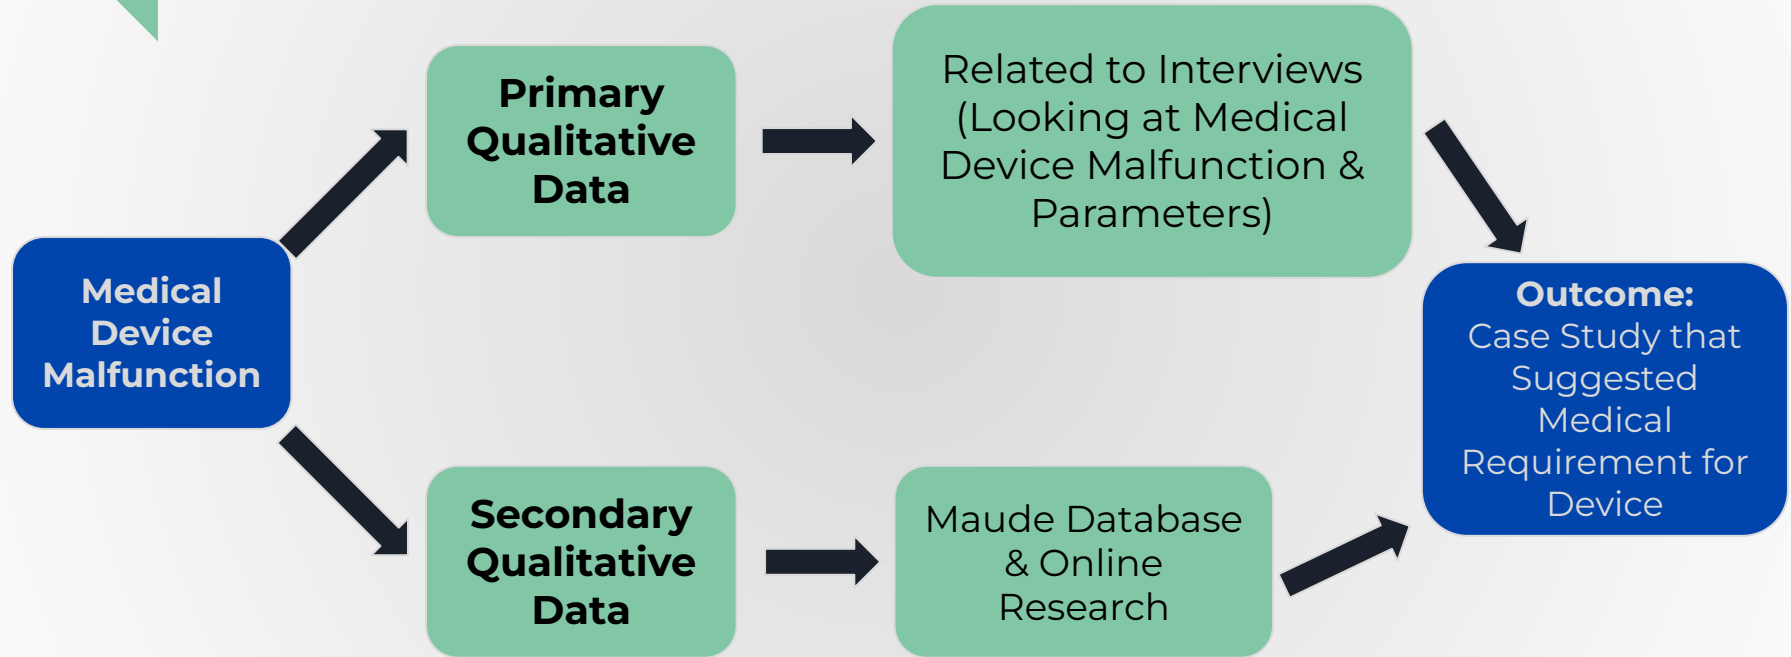 Primary
Qualitative
Data
Related to Interviews
(Looking at Medical
Device Malfunction &
Parameters)
Medical
Device
Malfunction
Outcome:
Case Study that
Suggested
Medical
Requirement for
Device
Secondary
Qualitative
Data
Maude Database
& Online
Research